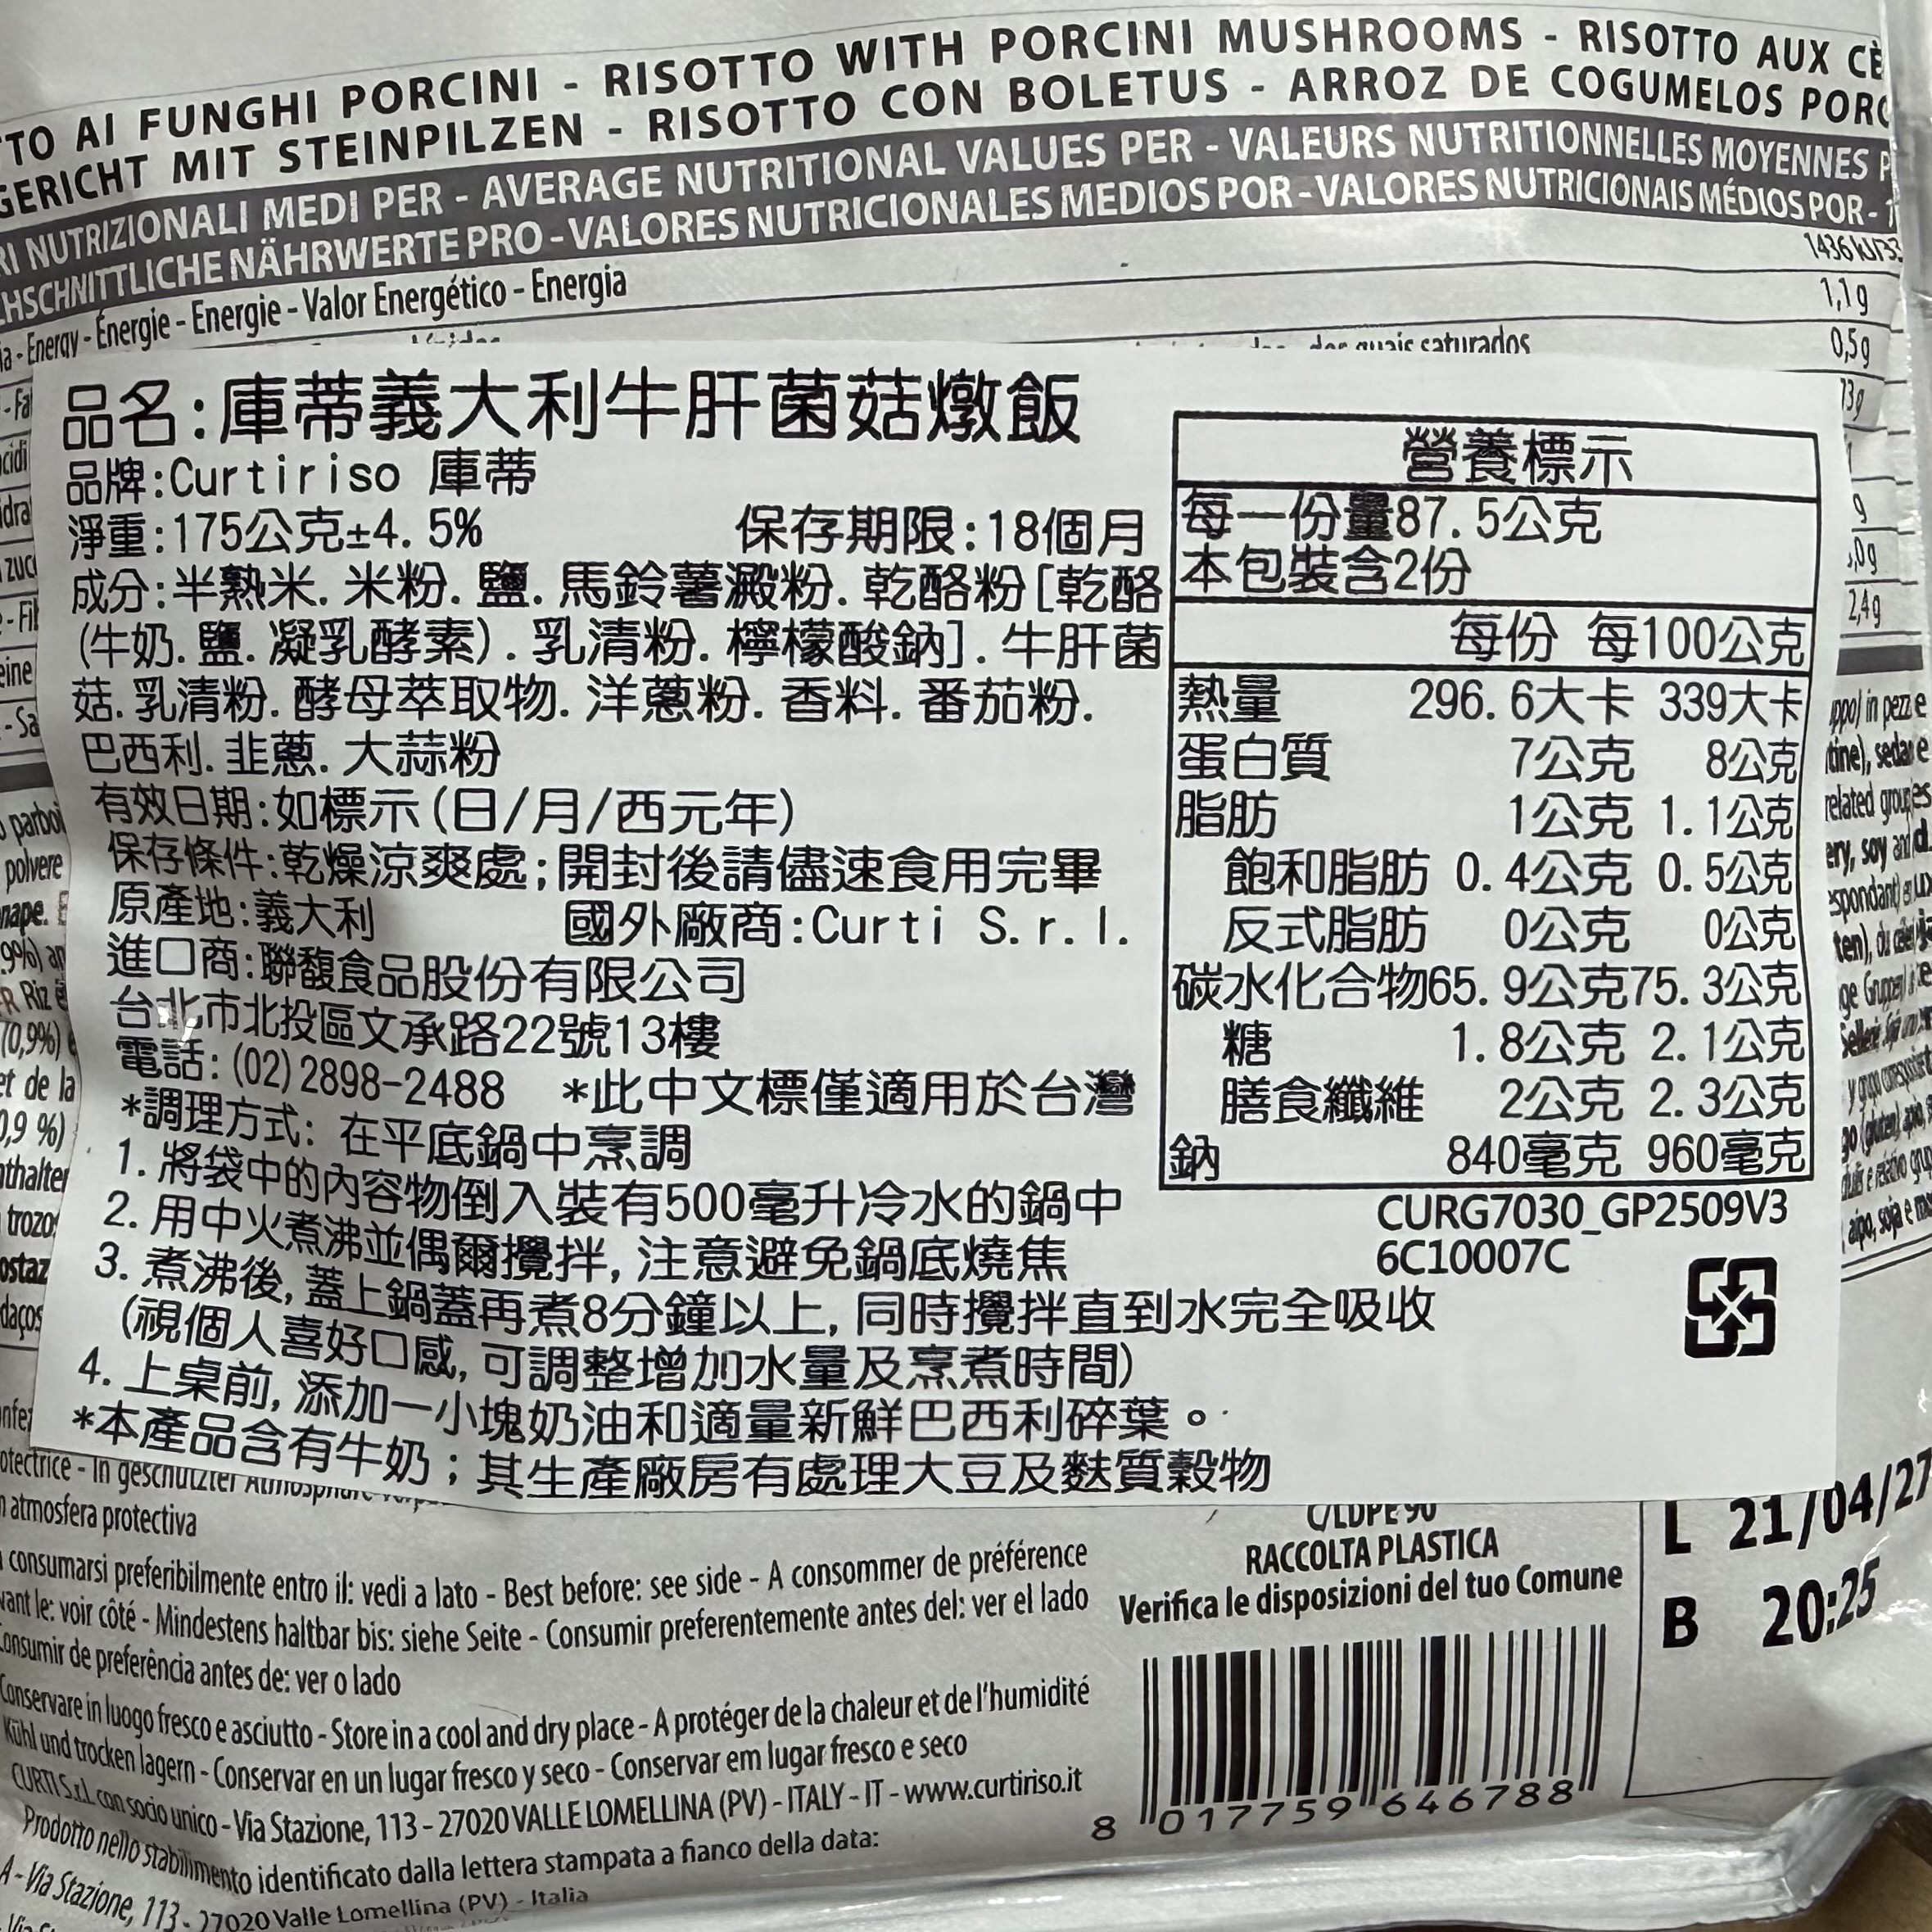 TO AI FUNGHI PORCINI - RISOTTO WITH PORCINI MUSHROOMS - RISOTTO AUX CÈ
GERICHT MIT STEINPILZEN - RISOTTO CON BOLETUS - ARROZ DE COGUMELOS PORC
RI NUTRIZIONALI MEDI PER - AVERAGE NUTRITIONAL VALUES PER - VALEURS NUTRITIONNELLES MOYENNES P
CHSCHNITTLICHE NÄHRWERTE PRO - VALORES NUTRICIONALES MEDIOS POR - VALORES NUTRICIONAIS MÉDIOS POR - 1
ia - Energy - Énergie - Energie - Valor Energético - Energia
1436 kJ/33
1,1 g
dos quais saturados
0,5 g
品名:庫蒂義大利牛肝菌菇燉飯
品牌:Curtiriso 庫蒂
淨重:175公克±4.5% 保存期限:18個月
成分:半熟米.米粉.鹽.馬鈴薯澱粉.乾酪粉[乾酪
(牛奶.鹽.凝乳酵素).乳清粉.檸檬酸鈉].牛肝菌
菇.乳清粉.酵母萃取物.洋蔥粉.香料.番茄粉.
巴西利.韭蔥.大蒜粉
有效日期:如標示(日/月/西元年)
保存條件:乾燥涼爽處;開封後請儘速食用完畢
原產地:義大利 國外廠商:Curti S.r.l.
進口商:聯馥食品股份有限公司
台北市北投區文承路22號13樓
電話:(02)2898-2488 *此中文標僅適用於台灣
*調理方式: 在平底鍋中烹調
1.將袋中的內容物倒入裝有500毫升冷水的鍋中
2.用中火煮沸並偶爾攪拌,注意避免鍋底燒焦
3.煮沸後,蓋上鍋蓋再煮8分鐘以上,同時攪拌直到水完全吸收
(視個人喜好口感,可調整增加水量及烹煮時間)
4.上桌前,添加一小塊奶油和適量新鮮巴西利碎葉。
*本產品含有牛奶;其生產廠房有處理大豆及麩質穀物
營養標示
每一份量87.5公克
本包裝含2份
每份 每100公克
熱量 296.6大卡 339大卡
蛋白質 7公克 8公克
脂肪 1公克 1.1公克
飽和脂肪 0.4公克 0.5公克
反式脂肪 0公克 0公克
碳水化合物65.9公克75.3公克
糖 1.8公克 2.1公克
膳食纖維 2公克 2.3公克
鈉 840毫克 960毫克
CURG7030_GP2509V3
6C10007C
2,4 g
atmosfera protectiva
consumarsi preferibilmente entro il: vedi a lato - Best before: see side - A consommer de préférence
vant le: voir côté - Mindestens haltbar bis: siehe Seite - Consumir preferentemente antes del: ver el lado
Consumir de preferência antes de: ver o lado
Conservare in luogo fresco e asciutto - Store in a cool and dry place - A protéger de la chaleur et de l'humidité
Kühl und trocken lagern - Conservar en un lugar fresco y seco - Conservar em lugar fresco e seco
CURTI S.r.l. con socio unico - Via Stazione, 113 - 27020 VALLE LOMELLINA (PV) - ITALY - IT - www.curtiriso.it
Prodotto nello stabilimento identificato dalla lettera stampata a fianco della data:
A - Via Stazione, 113 - 27020 Valle Lomellina (PV) - Italia
C/LDPE 90
RACCOLTA PLASTICA
Verifica le disposizioni del tuo Comune
L 21/04/27
B 20:25
8 017759 646788